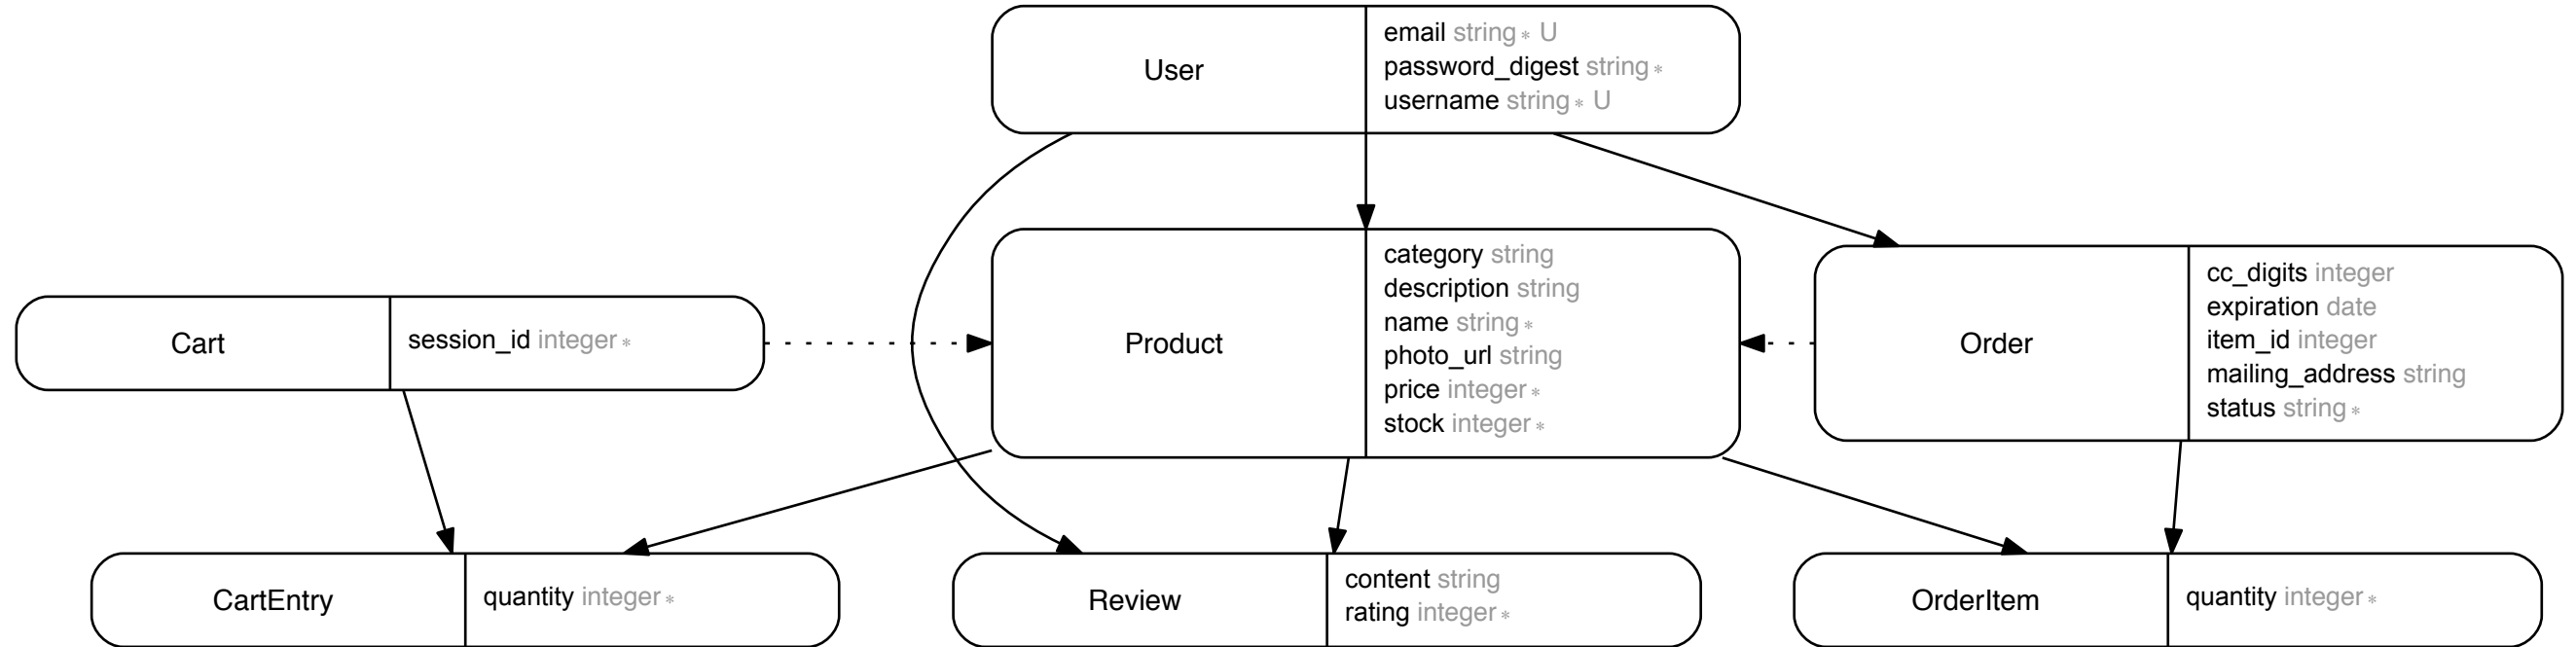 User
email string∗ U
password_digest string∗
username string∗ U
Cart
session_id integer∗
Product
category string
description string
name string∗
photo_url string
price integer∗
stock integer∗
Order
cc_digits integer
expiration date
item_id integer
mailing_address string
status string∗
CartEntry
quantity integer∗
Review
content string
rating integer∗
OrderItem
quantity integer∗